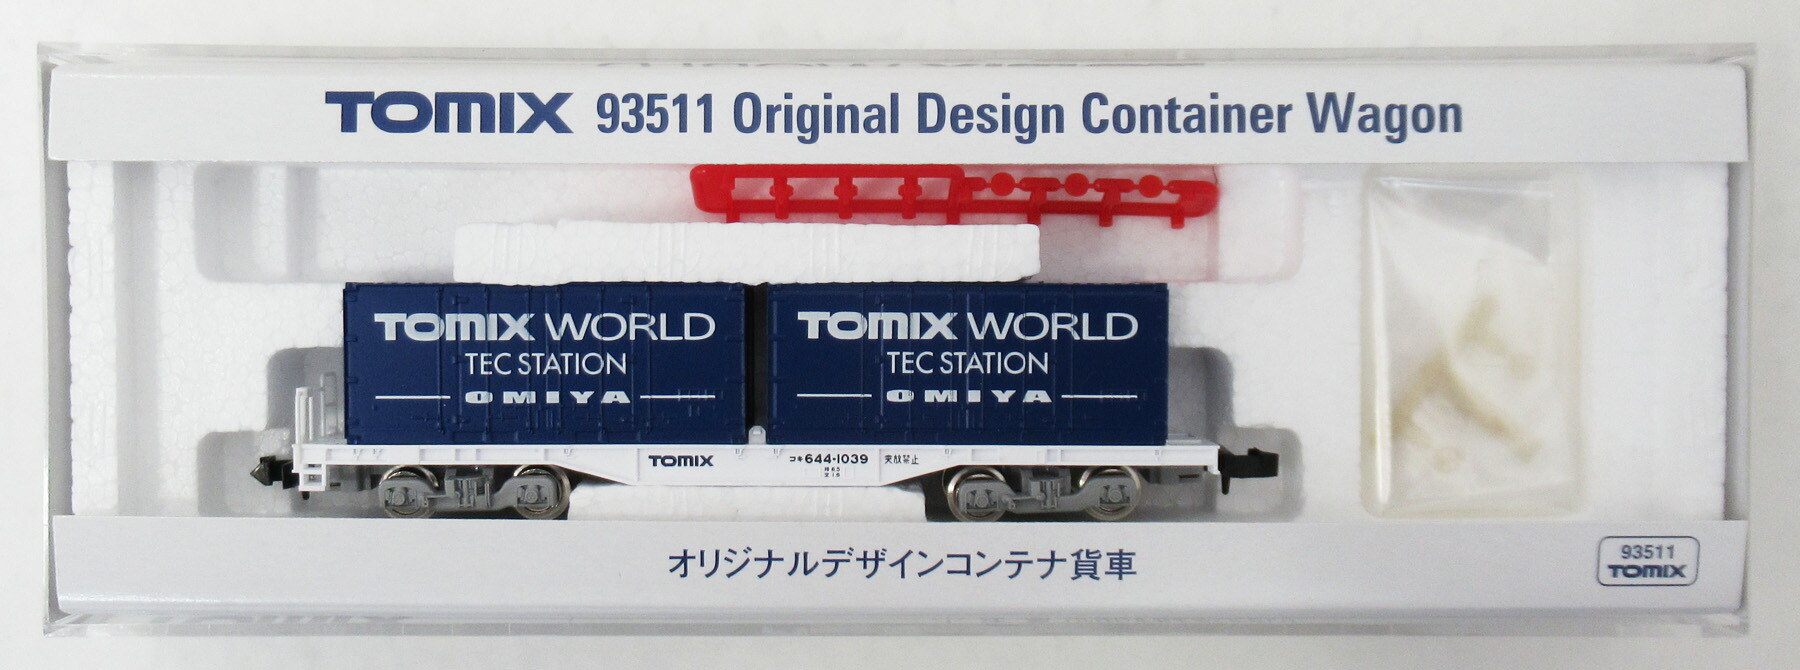 TOMIX 93511 Original Design Container Wagon
TOMIX WORLD
TEC STATION
OMIYA
TOMIX WORLD
TEC STATION
OMIYA
TOMIX
コキ644-1039
突放禁止
オリジナルデザインコンテナ貨車
93511
TOMIX